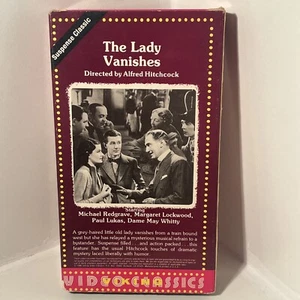 Suspense Classic
The Lady
Vanishes
Directed by Alfred Hitchcock
Starring
Michael Redgrave, Margaret Lockwood,
Paul Lukas, Dame May Whitty
A grey-haired little old lady vanishes from a train bound
west but she has relayed a mysterious musical refrain to a
bystander. Suspense filled . . . and action packed . . . this
feature has the usual Hitchcock touches of dramatic
mystery laced liberally with humor.
VIDEO CLASSICS